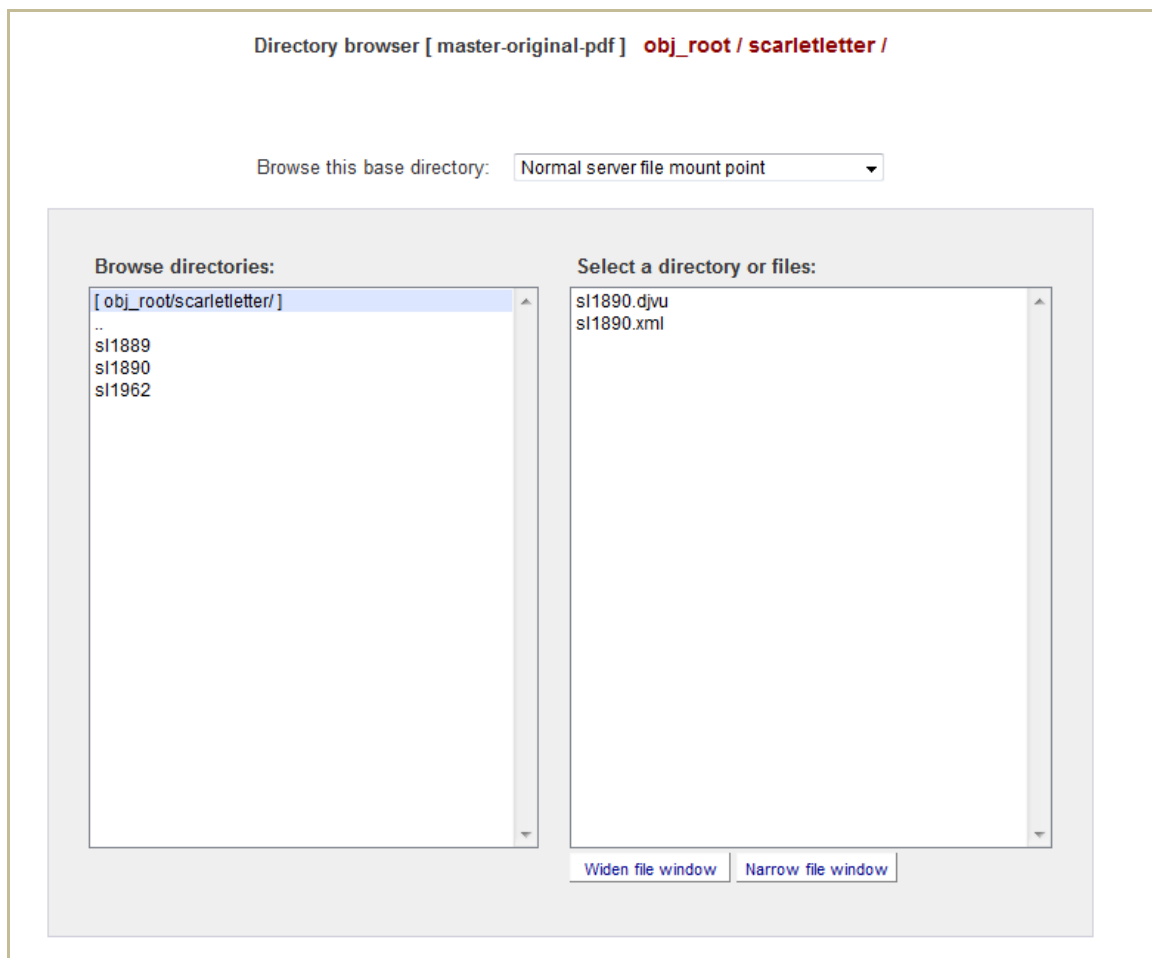 Directory browser [ master-original-pdf ] obj_root / scarletletter /
Browse this base directory: Normal server file mount point
Browse directories:
[ obj_root/scarletletter/ ]
..
sl1889
sl1890
sl1962
Select a directory or files:
sl1890.djvu
sl1890.xml
Widen file window Narrow file window